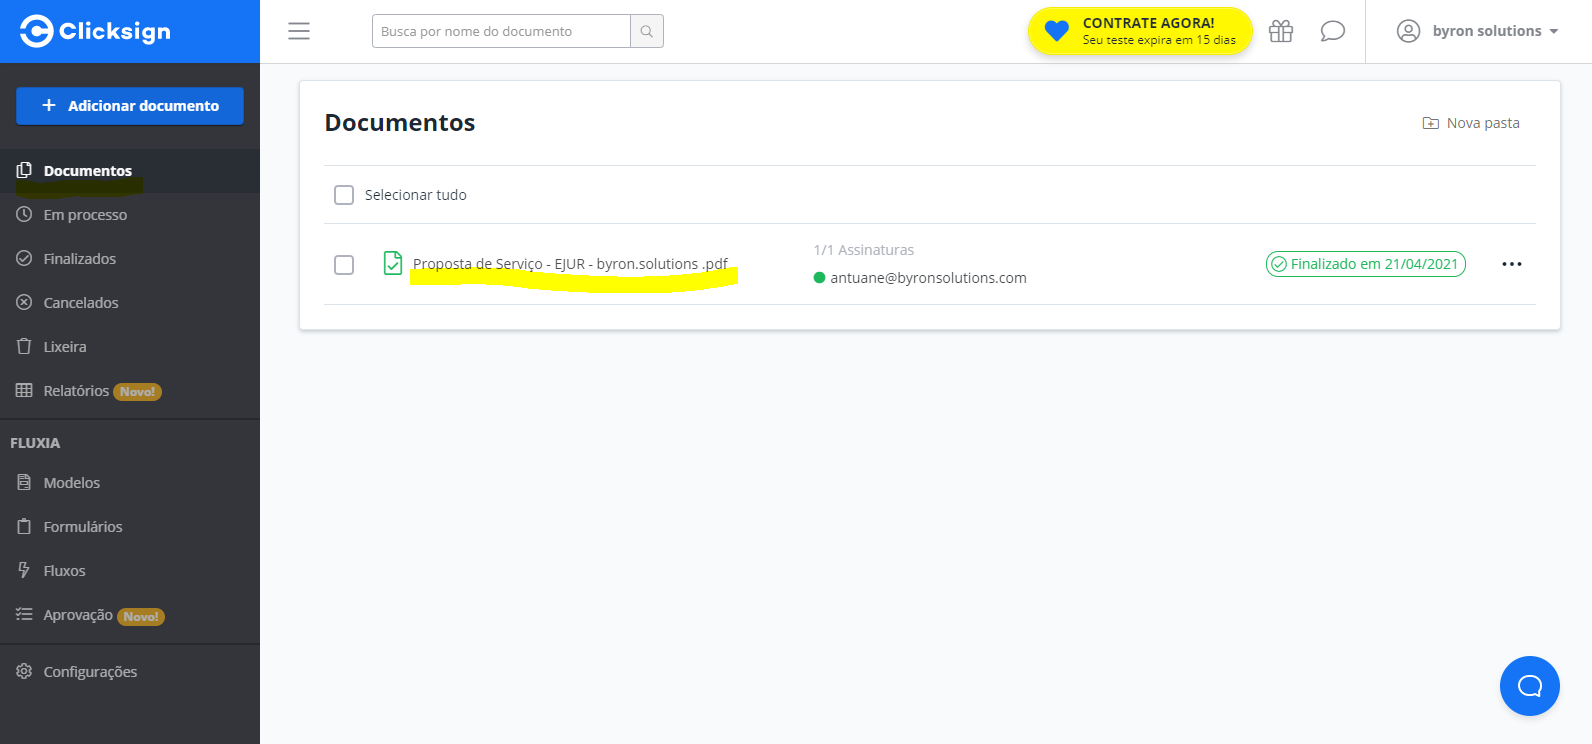 Clicksign
Busca por nome do documento
CONTRATE AGORA!
Seu teste expira em 15 dias
byron solutions
Adicionar documento
Documentos
Em processo
Finalizados
Cancelados
Lixeira
Relatórios Novo!
FLUXIA
Modelos
Formulários
Fluxos
Aprovação Novo!
Configurações
Documentos
Nova pasta
Selecionar tudo
Proposta de Serviço - EJUR - byron.solutions .pdf
1/1 Assinaturas
antuane@byronsolutions.com
Finalizado em 21/04/2021